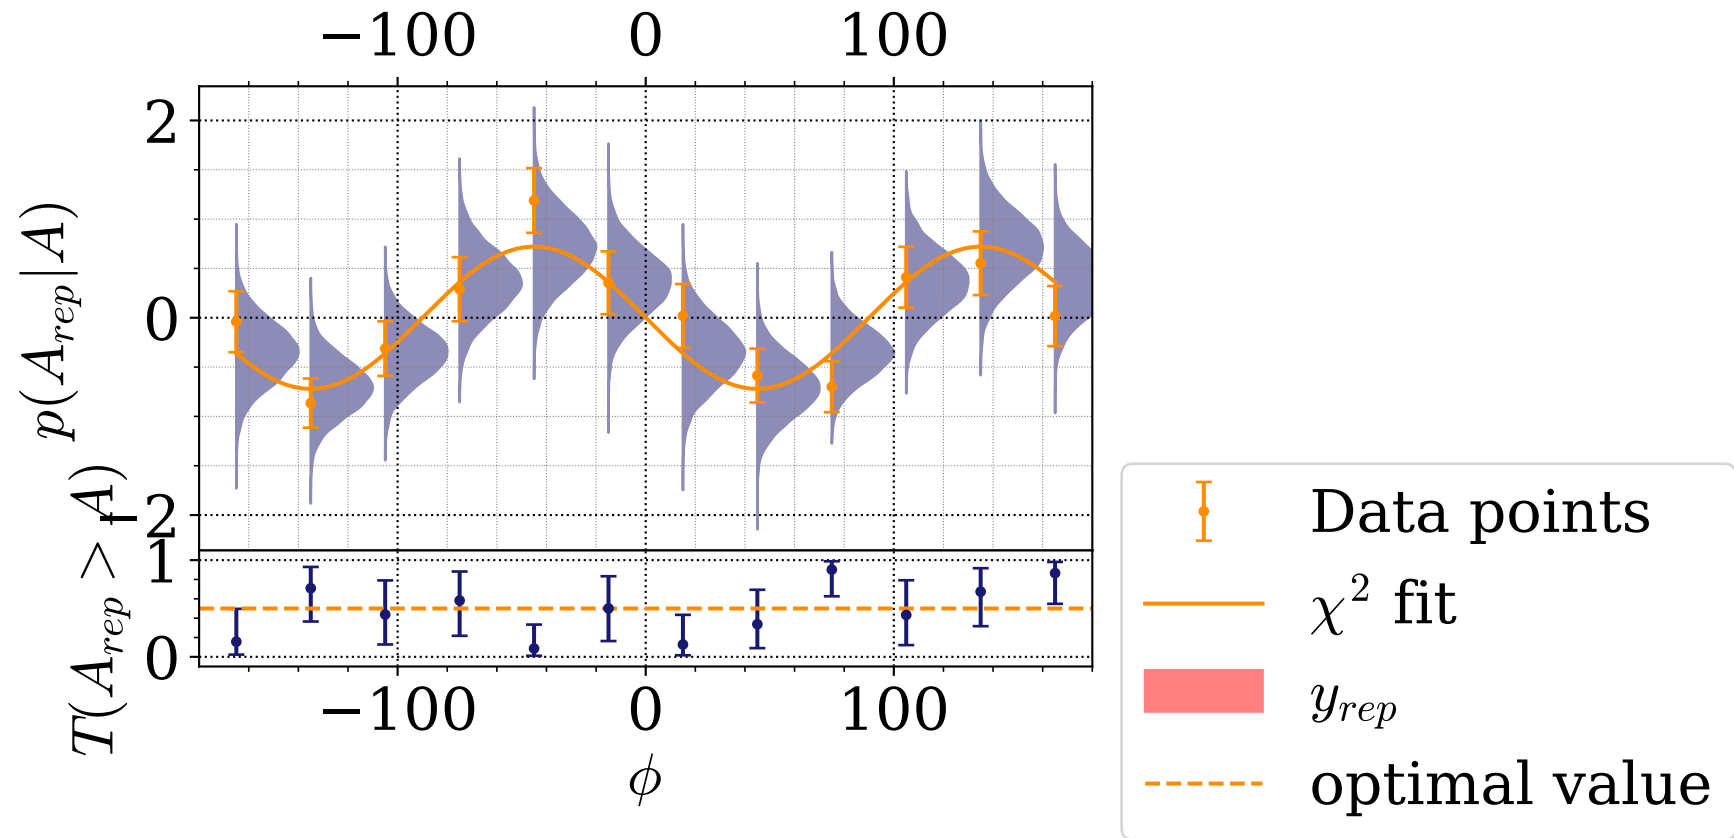 −100 0 100
p(A_rep|A)
2
0
−2
T(A_rep > A)
1
0
−100 0 100
ϕ
Data points
χ² fit
y_rep
optimal value